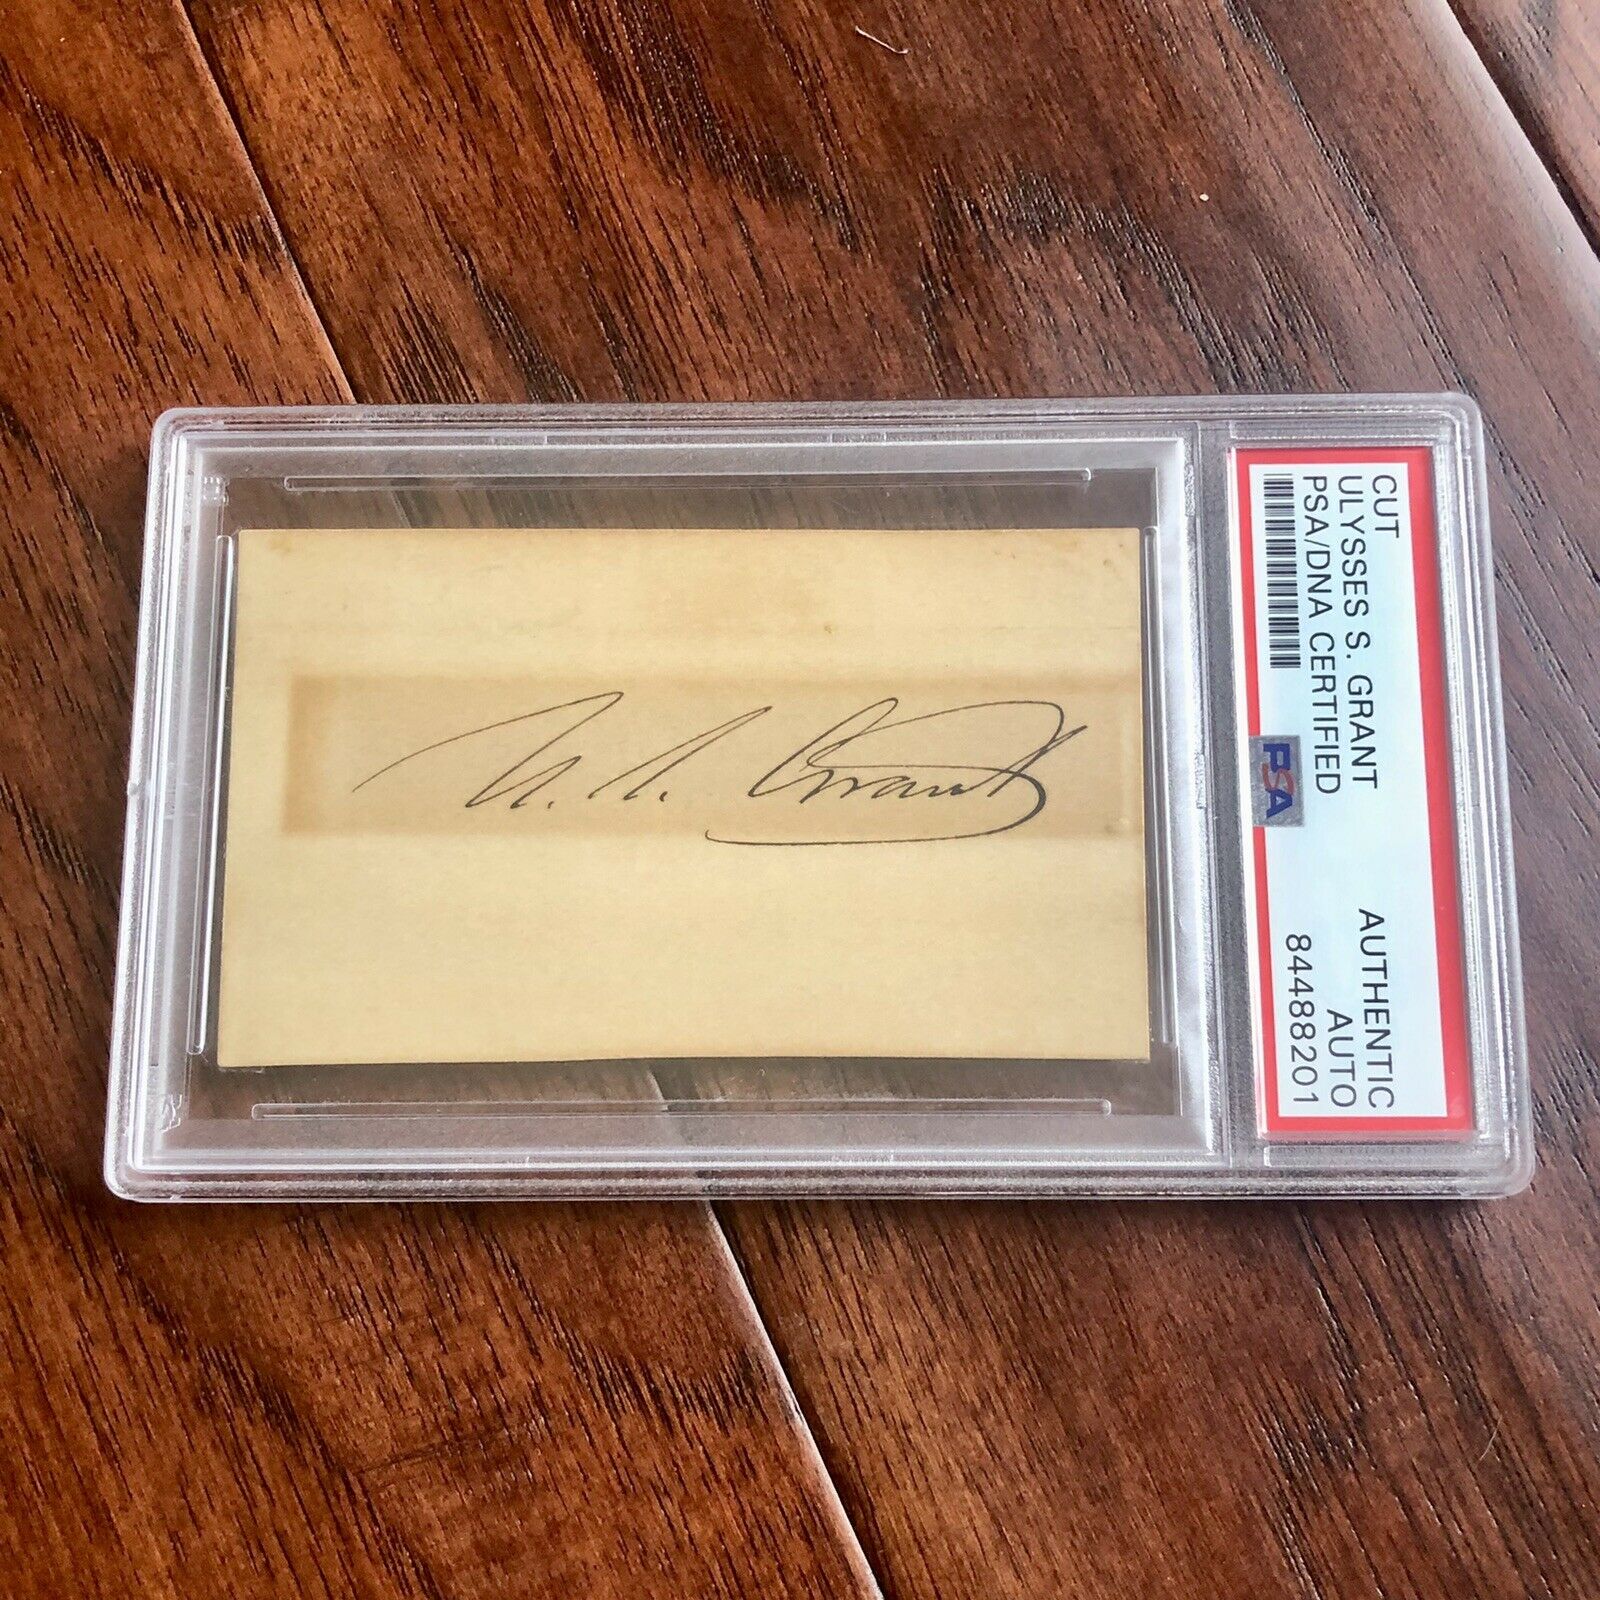 U. S. Grant
CUT
ULYSSES S. GRANT
PSA/DNA CERTIFIED
PSA
AUTHENTIC
AUTO
84488201